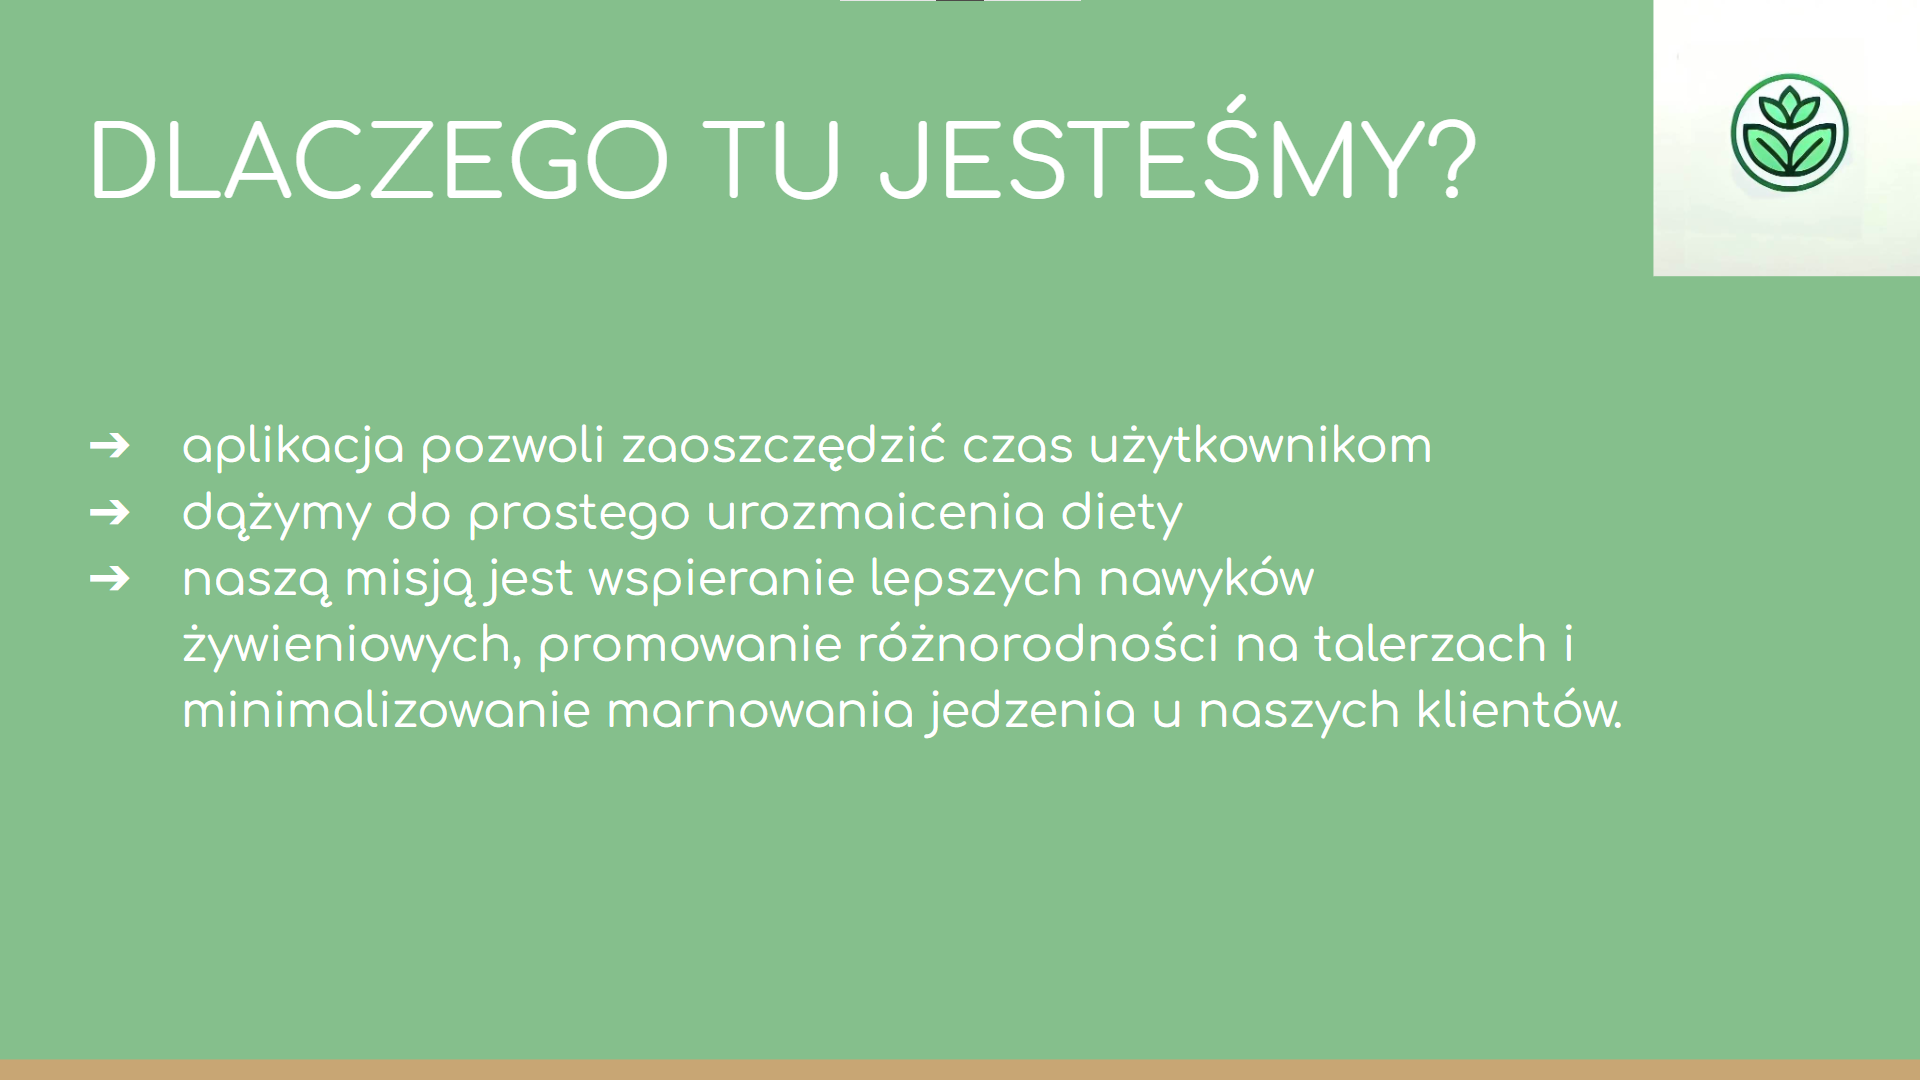 DLACZEGO TU JESTEŚMY?
➔ aplikacja pozwoli zaoszczędzić czas użytkownikom
➔ dążymy do prostego urozmaicenia diety
➔ naszą misją jest wspieranie lepszych nawyków
żywieniowych, promowanie różnorodności na talerzach i
minimalizowanie marnowania jedzenia u naszych klientów.